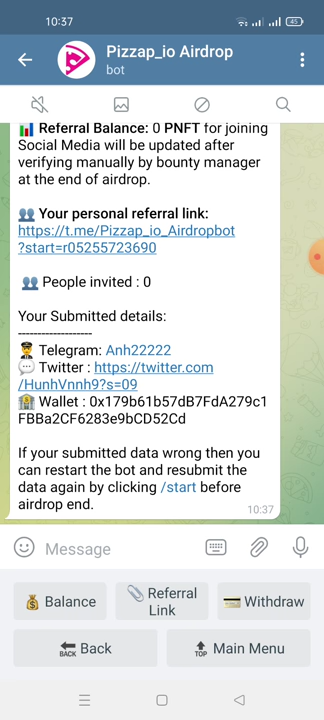 10:37
45
Pizzap_io Airdrop
bot
Referral Balance: 0 PNFT for joining
Social Media will be updated after
verifying manually by bounty manager
at the end of airdrop.
Your personal referral link:
https://t.me/Pizzap_io_Airdropbot
?start=r05255723690
People invited : 0
Your Submitted details:
------------------
Telegram: Anh22222
Twitter : https://twitter.com
/HunhVnnh9?s=09
Wallet : 0x179b61b57dB7FdA279c1
FBBa2CF6283e9bCD52Cd
If your submitted data wrong then you
can restart the bot and resubmit the
data again by clicking /start before
airdrop end.
10:37
Message
Balance
Referral
Link
Withdraw
BACK Back
TOP Main Menu